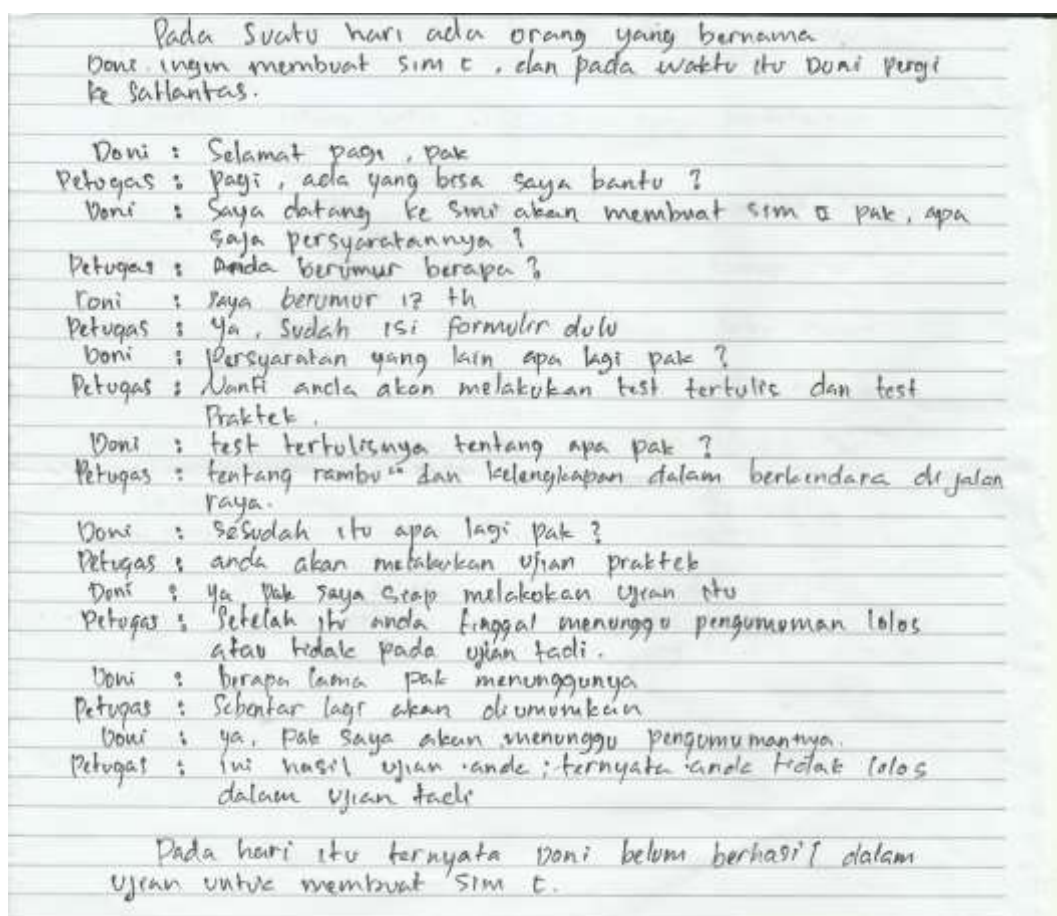 Pada Suatu hari ada orang yang bernama
Doni ingin membuat SIM C, dan pada waktu itu Doni pergi
ke Satlantas.
Doni : Selamat pagi, pak
Petugas : pagi, ada yang bisa saya bantu ?
Doni : Saya datang ke sini akan membuat SIM C pak, apa
saja persyaratannya ?
Petugas : Anda berumur berapa ?
Toni : saya berumur 17 th
Petugas : Ya, sudah isi formulir dulu
Doni : Persyaratan yang lain apa lagi pak ?
Petugas : Nanti anda akan melakukan test tertulis dan test
Praktek.
Doni : test tertulisnya tentang apa pak ?
Petugas : tentang rambu" dan kelengkapan dalam berkendara di jalan
raya.
Doni : sesudah itu apa lagi pak ?
Petugas : anda akan melakukan ujian praktek
Doni : ya pak saya siap melakokan ujian itu
Petugas : Setelah itu anda tinggal menunggu pengumuman lolos
atau tidak pada ujian tadi.
Doni : berapa lama pak menunggunya
Petugas : Sebentar lagi akan diumumkan
Doni : ya, pak saya akan menunggu pengumumannya.
Petugas : ini hasil ujian anda ; ternyata anda tidak lolos
dalam ujian tadi
Pada hari itu ternyata Doni belum berhasil dalam
ujian untuk membuat SIM C.